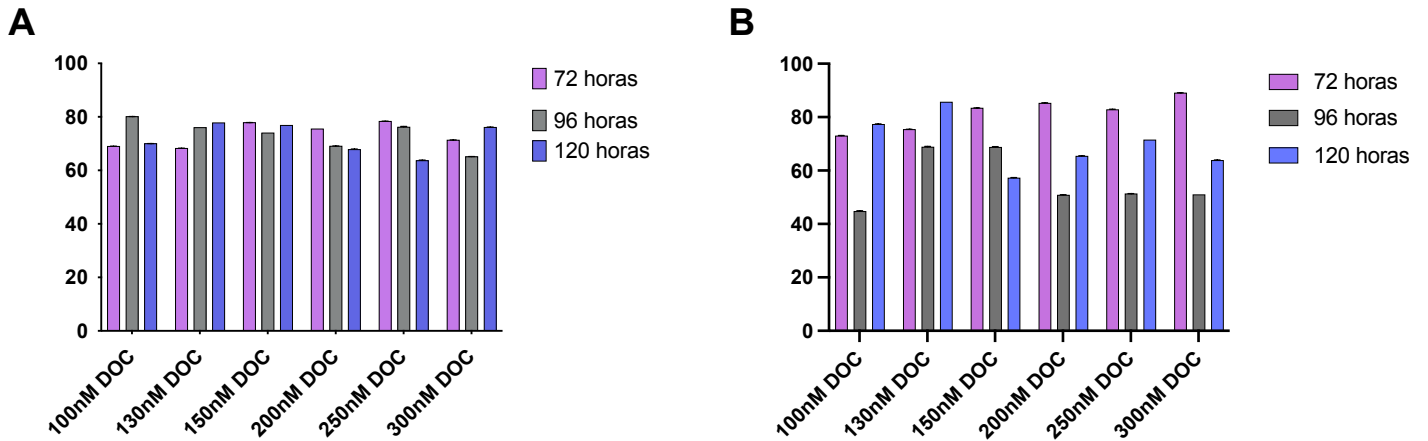 A
100
80
60
40
20
0
100nM DOC
130nM DOC
150nM DOC
200nM DOC
250nM DOC
300nM DOC
72 horas
96 horas
120 horas
B
100
80
60
40
20
0
100nM DOC
130nM DOC
150nM DOC
200nM DOC
250nM DOC
300nM DOC
72 horas
96 horas
120 horas